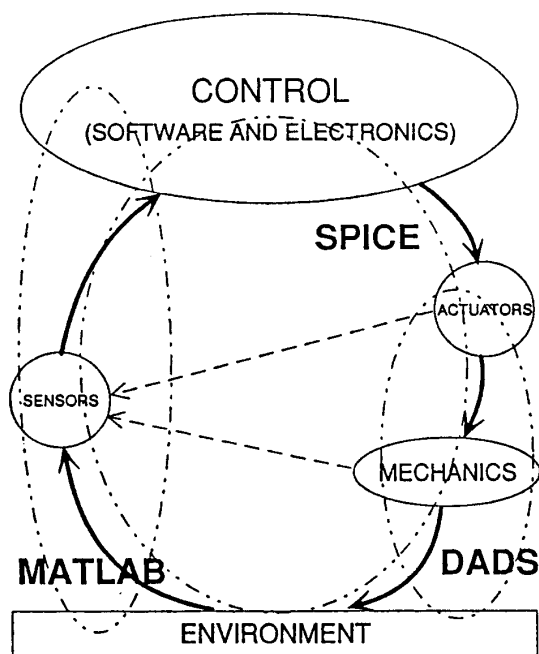 CONTROL
(SOFTWARE AND ELECTRONICS)
SPICE
ACTUATORS
SENSORS
MECHANICS
MATLAB
DADS
ENVIRONMENT